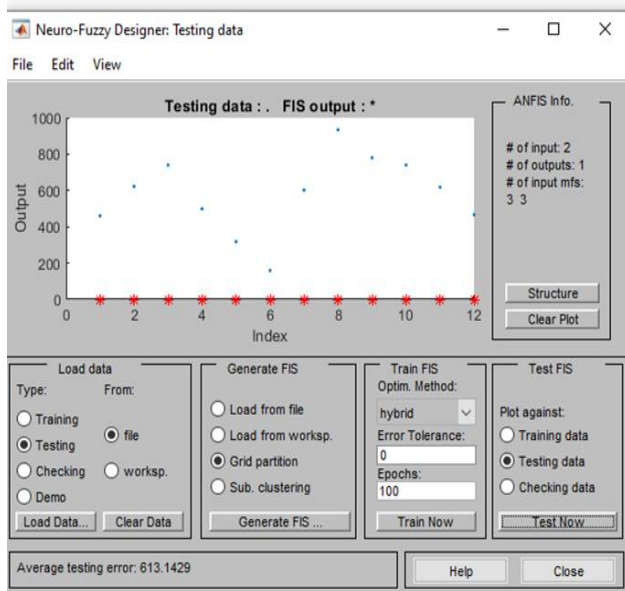 Neuro-Fuzzy Designer: Testing data
File Edit View
Testing data : . FIS output : *
1000
800
600
400
200
0
Output
0 2 4 6 8 10 12
Index
ANFIS Info.
# of input: 2
# of outputs: 1
# of input mfs:
3 3
Structure
Clear Plot
Load data
Type: From:
Training
Testing
Checking
Demo
file
worksp.
Load Data... Clear Data
Generate FIS
Load from file
Load from worksp.
Grid partition
Sub. clustering
Generate FIS ...
Train FIS
Optim. Method:
hybrid
Error Tolerance:
0
Epochs:
100
Train Now
Test FIS
Plot against:
Training data
Testing data
Checking data
Test Now
Average testing error: 613.1429
Help Close